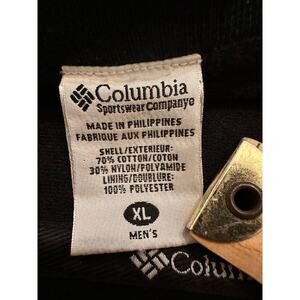 Columbia
Sportswear Company®
MADE IN PHILIPPINES
FABRIQUE AUX PHILIPPINES
SHELL/EXTERIEUR:
70% COTTON/COTON
30% NYLON/POLYAMIDE
LINING/DOUBLURE:
100% POLYESTER
XL
MEN'S
Columbia